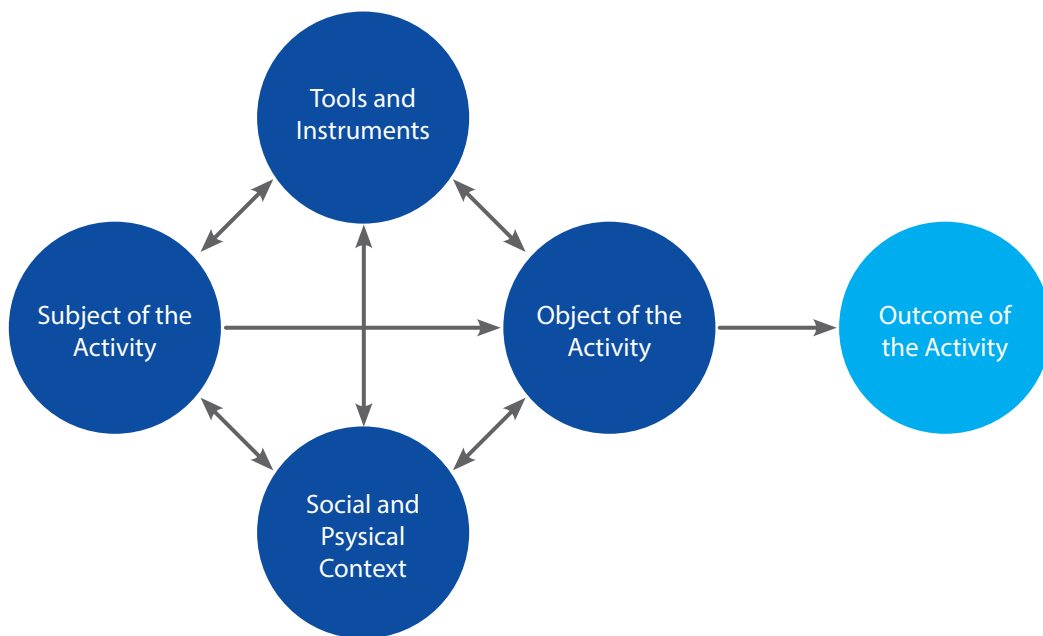 Tools and
Instruments
Subject of the
Activity
Object of the
Activity
Outcome of
the Activity
Social and
Psysical
Context